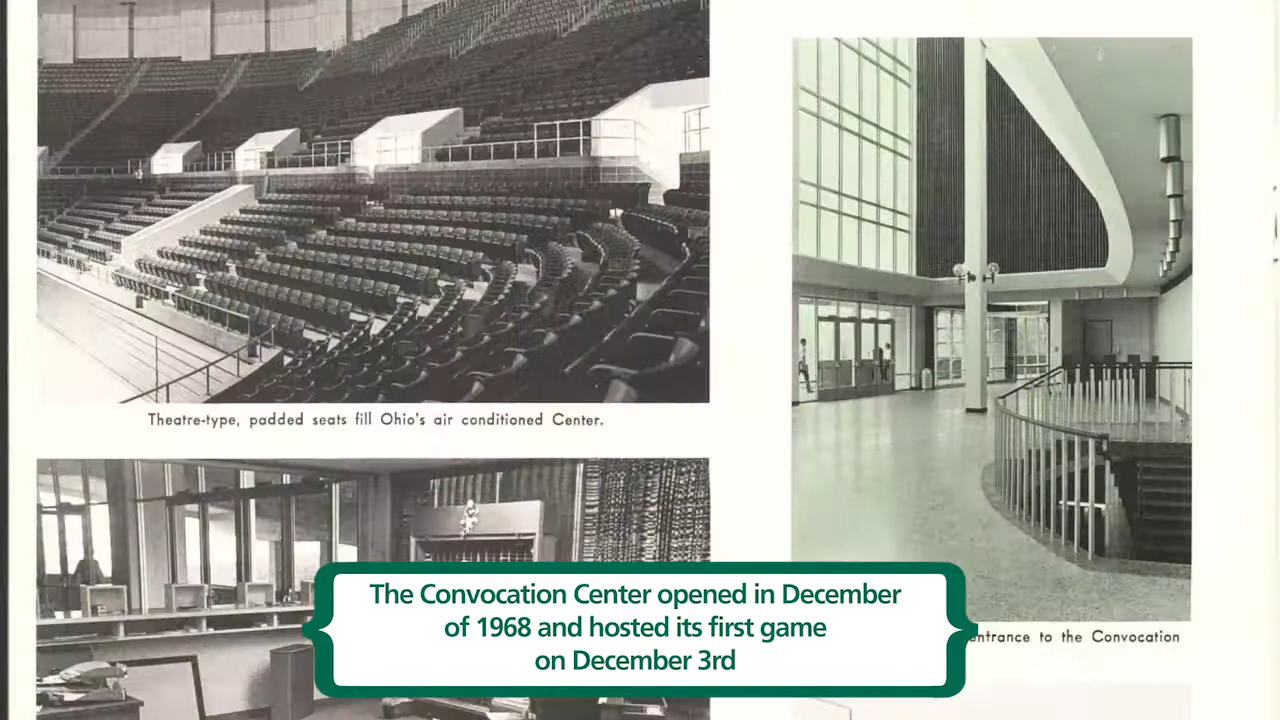 Theatre-type, padded seats fill Ohio's air conditioned Center.
entrance to the Convocation
The Convocation Center opened in December
of 1968 and hosted its first game
on December 3rd